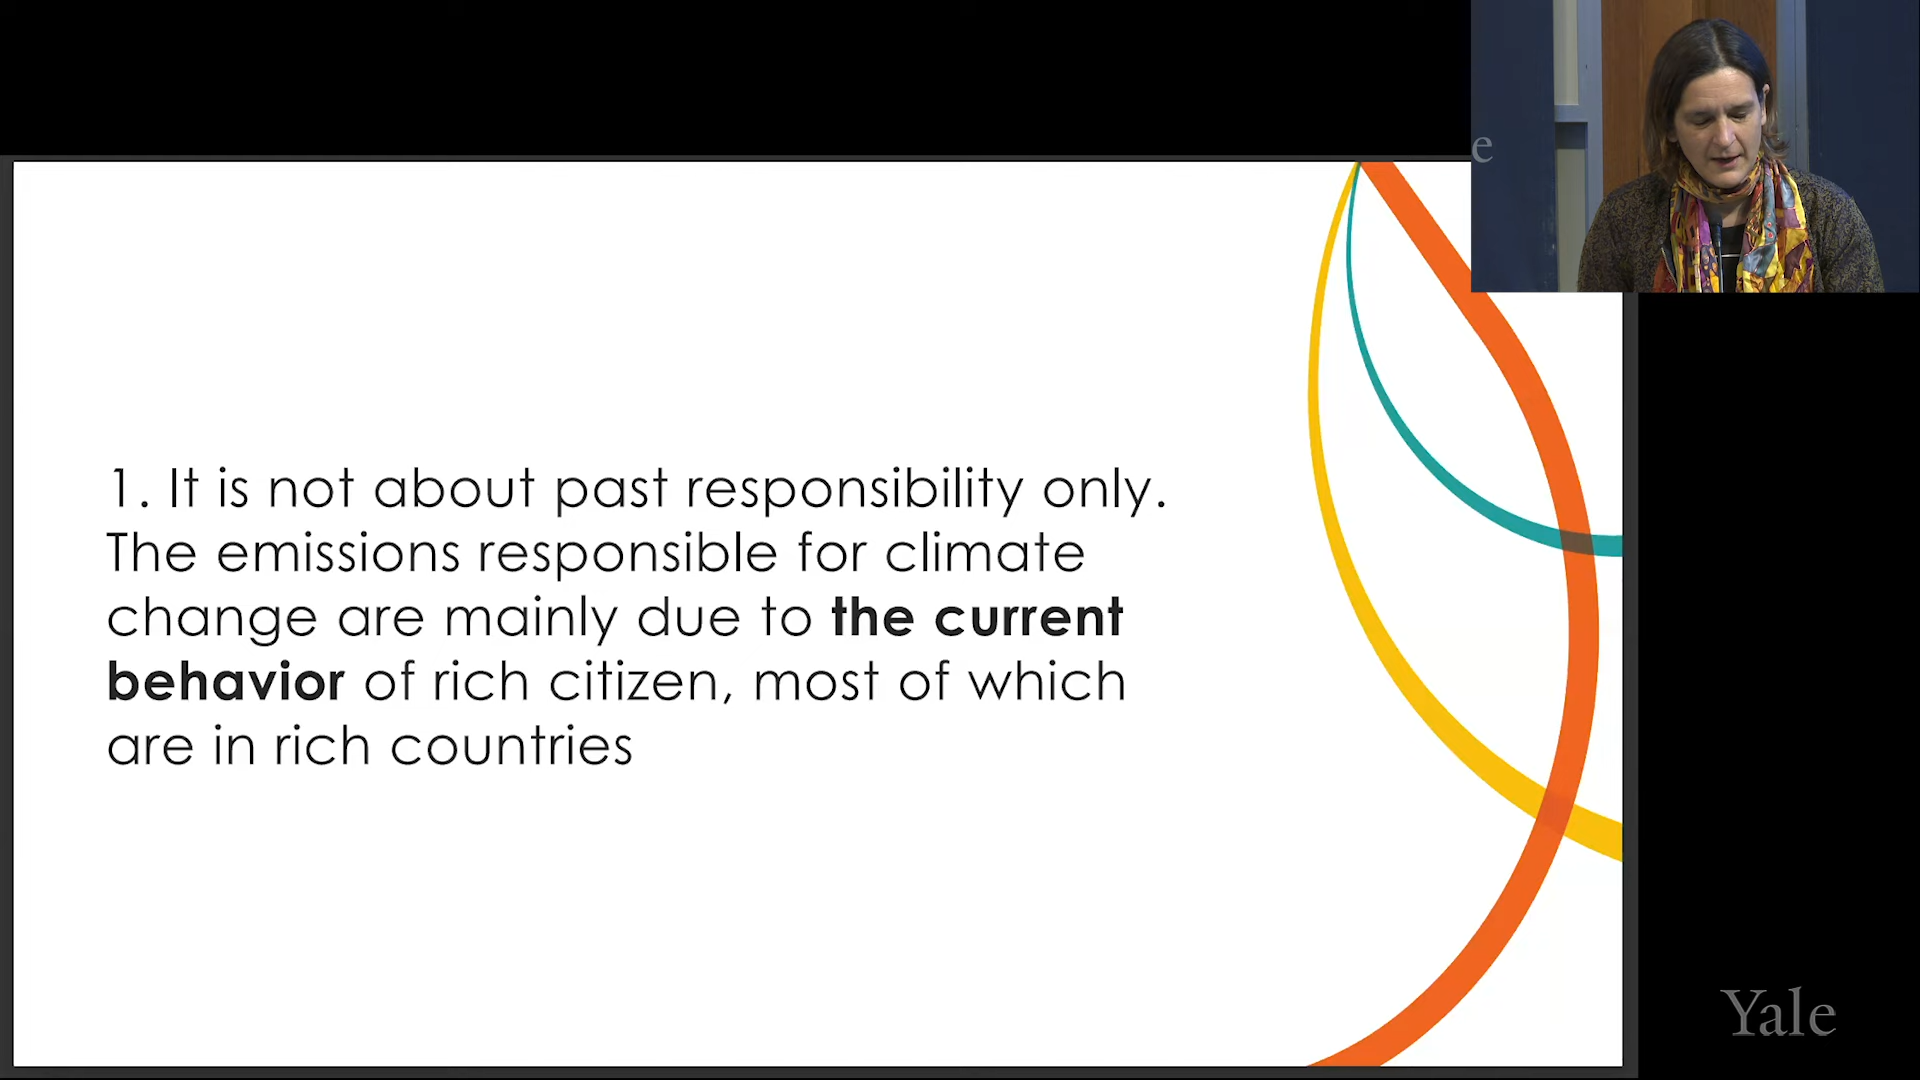 e
1. It is not about past responsibility only.
The emissions responsible for climate
change are mainly due to the current
behavior of rich citizen, most of which
are in rich countries
Yale